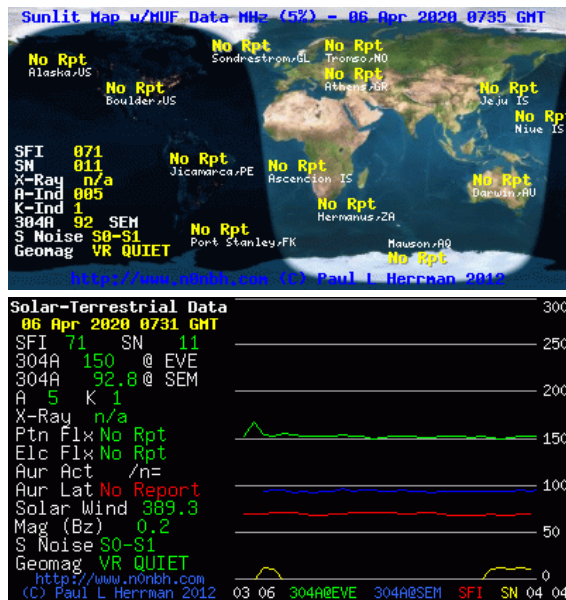 Sunlit Map w/MUF Data MHz (5%) - 06 Apr 2020 0735 GMT
No Rpt
Alaska,US
No Rpt
Boulder,US
No Rpt
Sondrestrom,GL
No Rpt
Tromso,NO
No Rpt
Athens,GR
No Rpt
Jeju IS
No Rp
Niue IS
No Rpt
Jicamarca,PE
No Rpt
Ascencion IS
No Rpt
Darwin,AU
No Rpt
Hermanus,ZA
No Rpt
Port Stanley,FK
Mawson,AQ
No Rpt
SFI 071
SN 011
X-Ray n/a
A-Ind 005
K-Ind 1
304A 92 SEM
S Noise S0-S1
Geomag VR QUIET
http://www.n0nbh.com (C) Paul L Herrman 2012
Solar-Terrestrial Data
06 Apr 2020 0731 GMT
SFI 71 SN 11
304A 150 @ EVE
304A 92.8 @ SEM
A 5 K 1
X-Ray n/a
Ptn Flx No Rpt
Elc Flx No Rpt
Aur Act /n=
Aur Lat No Report
Solar Wind 389.3
Mag (Bz) 0.2
S Noise S0-S1
Geomag VR QUIET
http://www.n0nbh.com
(C) Paul L Herrman 2012
300
250
200
150
100
50
0
03 06 304A@EVE 304A@SEM SFI SN 04 04